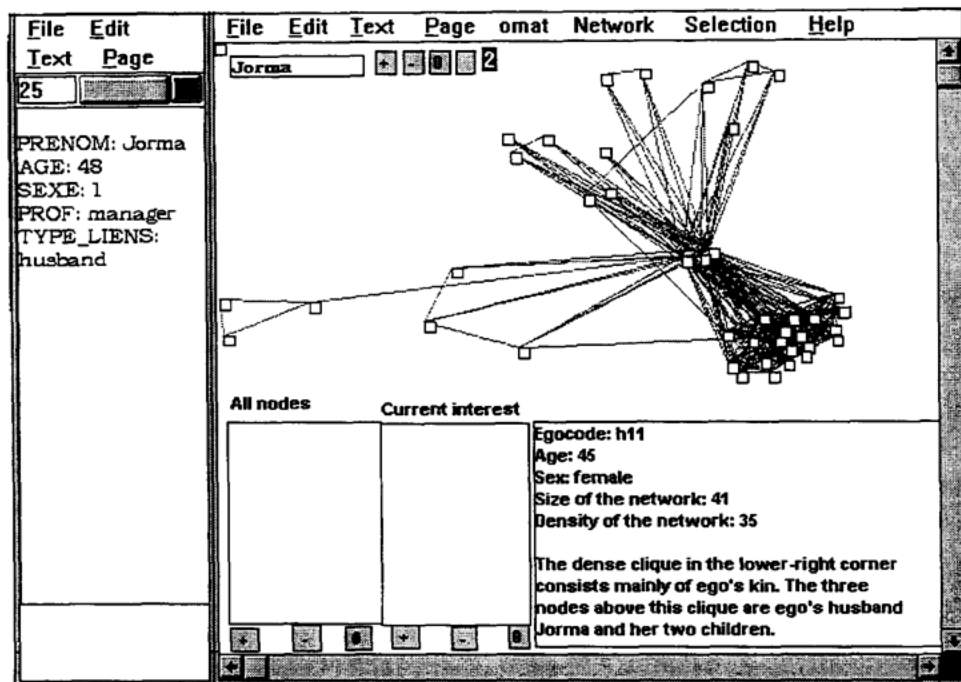 File Edit
Text Page
25
PRENOM: Jorma
AGE: 48
SEXE: 1
PROF: manager
TYPE_LIENS:
husband
File Edit Text Page omat Network Selection Help
Jorma + - 0 2
All nodes
Current interest
+ - 0 + - 0
Egocode: h11
Age: 45
Sex: female
Size of the network: 41
Density of the network: 35
The dense clique in the lower-right corner
consists mainly of ego's kin. The three
nodes above this clique are ego's husband
Jorma and her two children.